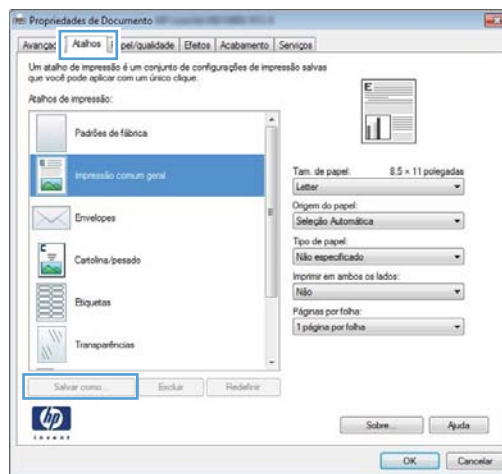 Propriedades de Documento
Avançad
Atalhos
pel/qualidade
Efeitos
Acabamento
Serviços
Um atalho de impressão é um conjunto de configurações de impressão salvas
que você pode aplicar com um único clique.
Atalhos de impressão:
Padrões de fábrica
Impressão comum geral
Envelopes
Cartolina/pesado
Etiquetas
Transparências
Salvar como...
Excluir
Redefinir
E
Tam. de papel:
8.5 × 11 polegadas
Letter
Origem do papel:
Seleção Automática
Tipo de papel:
Não especificado
Imprimir em ambos os lados:
Não
Páginas por folha:
1 página por folha
hp
invent
Sobre...
Ajuda
OK
Cancelar